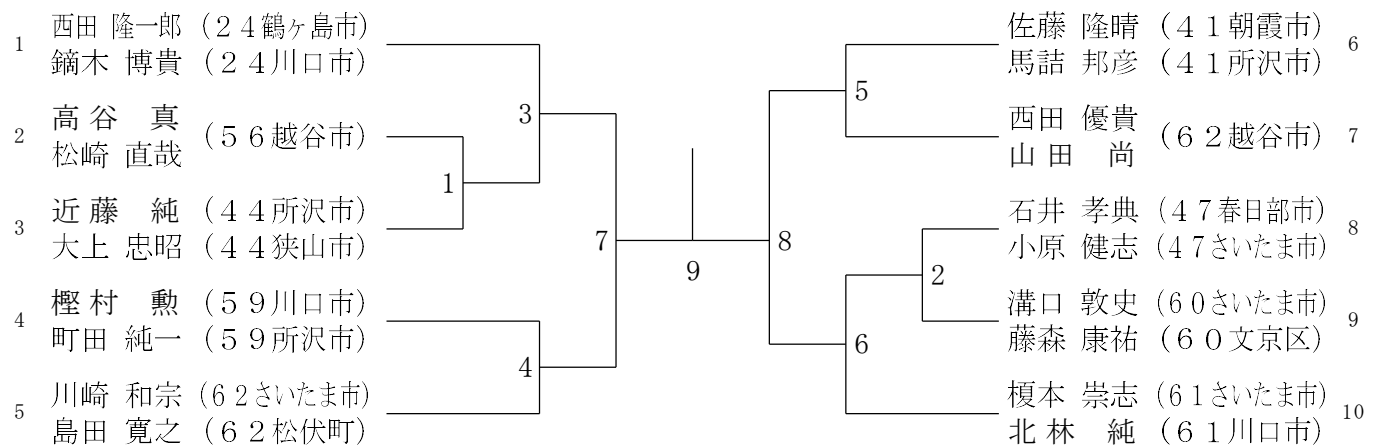 1 西田 隆一郎 (24鶴ヶ島市)
鏑木 博貴 (24川口市)
2 高谷 真 (56越谷市)
松崎 直哉
3 近藤 純 (44所沢市)
大上 忠昭 (44狭山市)
4 樫村 勲 (59川口市)
町田 純一 (59所沢市)
5 川崎 和宗 (62さいたま市)
島田 寛之 (62松伏町)
3
1
7
4
9
8
5
2
6
佐藤 隆晴 (41朝霞市) 6
馬詰 邦彦 (41所沢市)
西田 優貴 (62越谷市) 7
山田 尚
石井 孝典 (47春日部市) 8
小原 健志 (47さいたま市)
溝口 敦史 (60さいたま市) 9
藤森 康祐 (60文京区)
榎本 崇志 (61さいたま市) 10
北林 純 (61川口市)